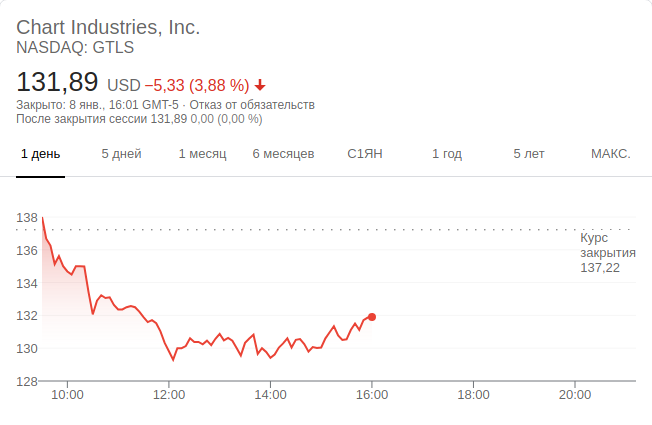 Chart Industries, Inc.
NASDAQ: GTLS
131,89 USD −5,33 (3,88 %)
Закрыто: 8 янв., 16:01 GMT-5 · Отказ от обязательств
После закрытия сессии 131,89 0,00 (0,00 %)
1 день 5 дней 1 месяц 6 месяцев С1ЯН 1 год 5 лет МАКС.
138
136
134
132
130
128
Курс
закрытия
137,22
10:00 12:00 14:00 16:00 18:00 20:00